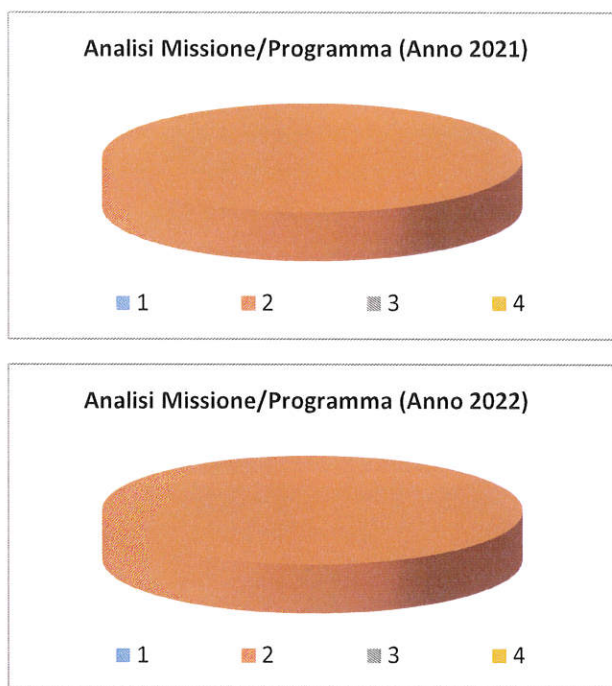 Analisi Missione/Programma (Anno 2021)
1 2 3 4
Analisi Missione/Programma (Anno 2022)
1 2 3 4